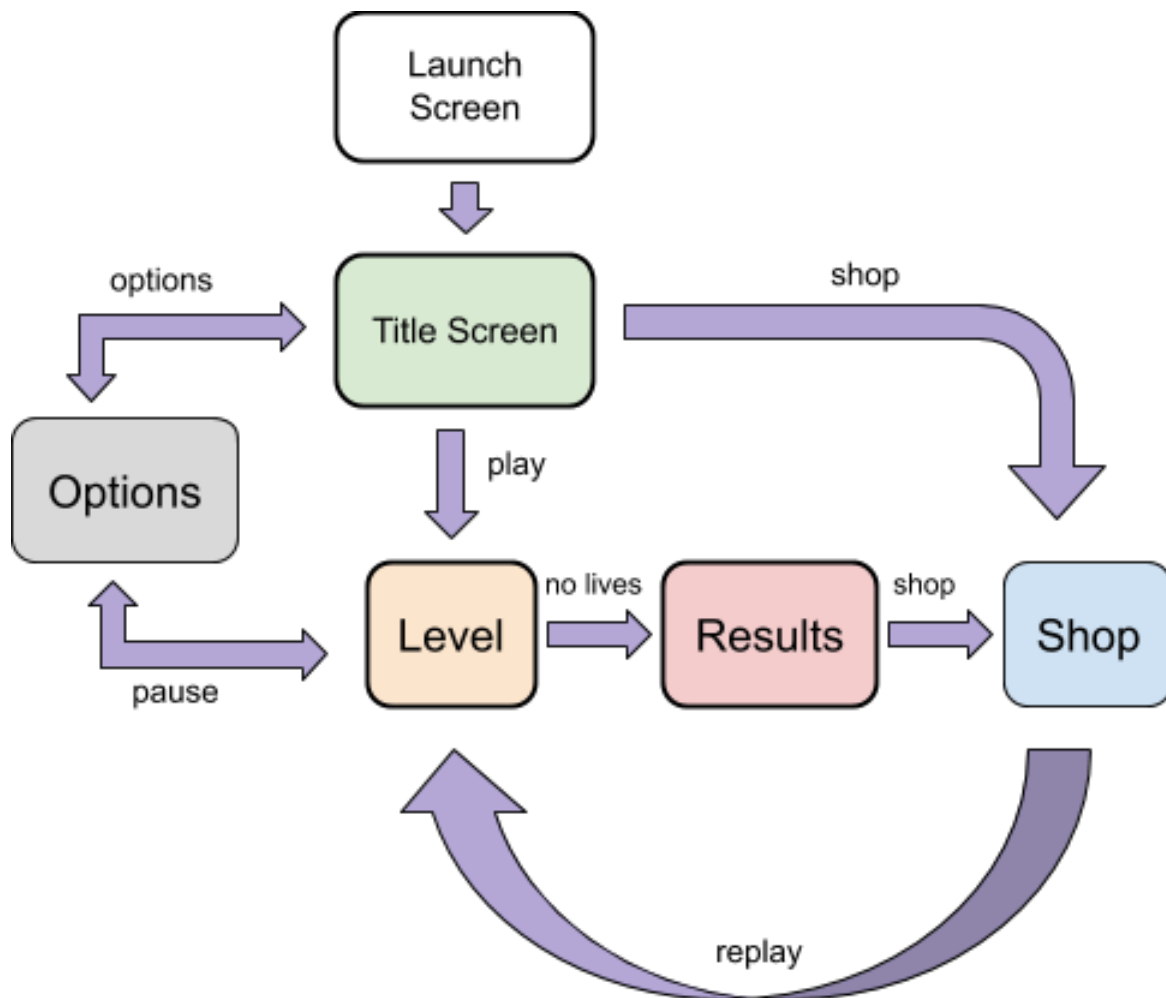 Launch
Screen
options
shop
Title Screen
play
Options
no lives
shop
Level
Results
Shop
pause
replay